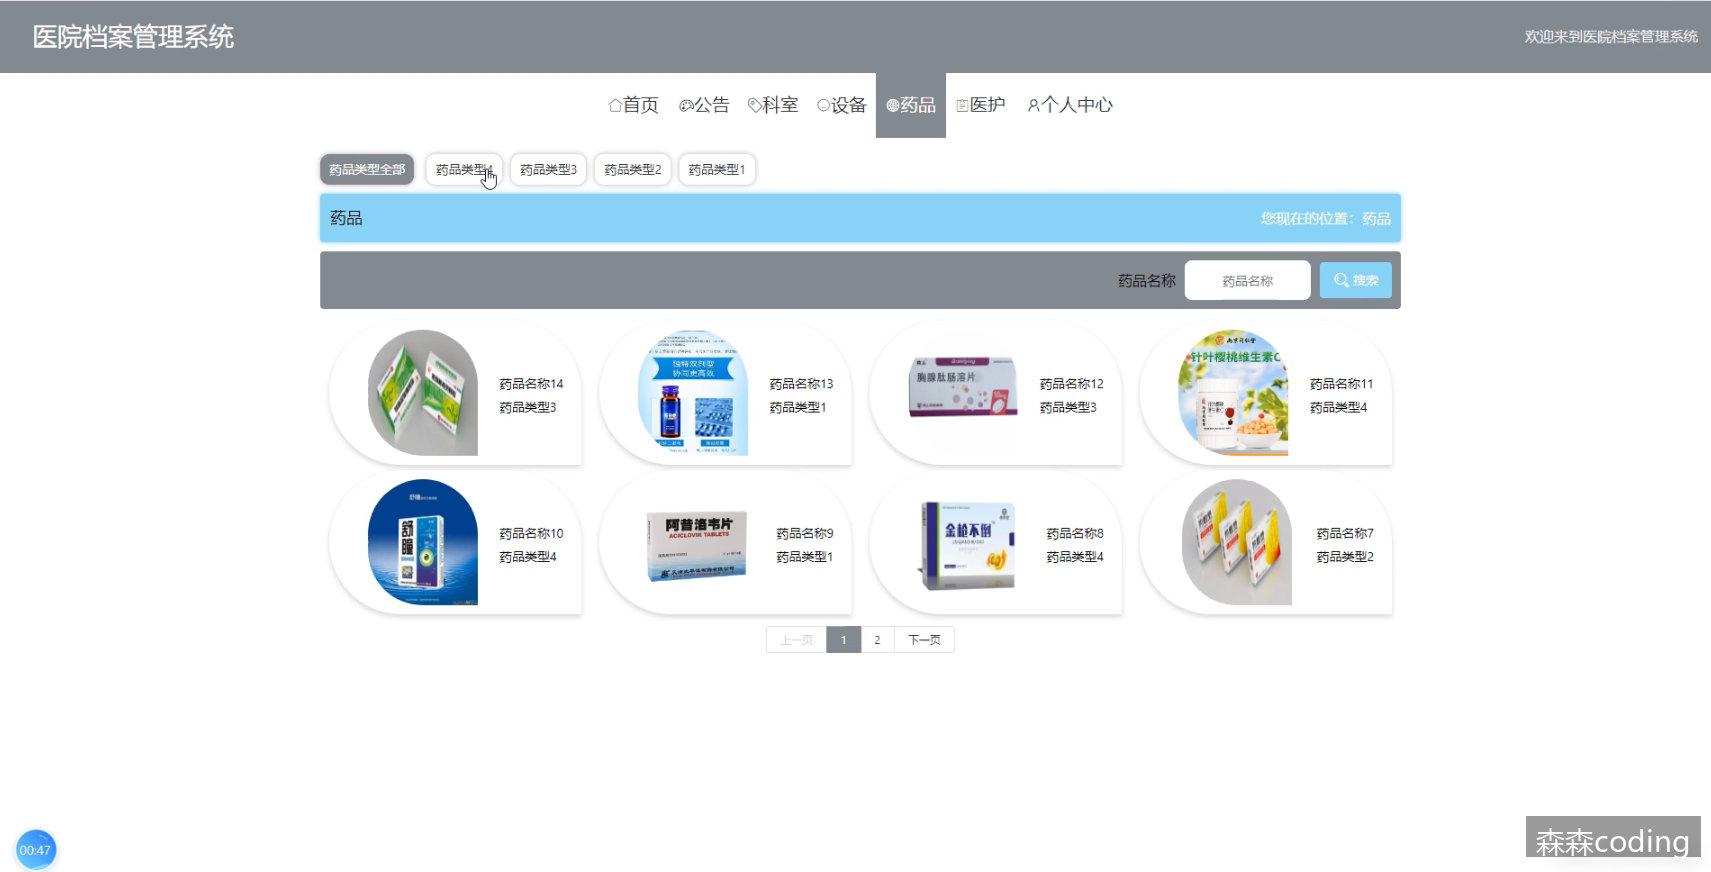 医院档案管理系统
欢迎来到医院档案管理系统
首页 公告 科室 设备 药品 医护 个人中心
药品类型全部 药品类型4 药品类型3 药品类型2 药品类型1
药品
您现在的位置：药品
药品名称 药品名称 搜索
独特双剂型
协同更高效
药品名称14
药品类型3
药品名称13
药品类型1
胸腺肽肠溶片
药品名称12
药品类型3
南京同仁堂
针叶樱桃维生素C
药品名称11
药品类型4
舒瞳
药品名称10
药品类型4
阿昔洛韦片
ACICLOVIR TABLETS
药品名称9
药品类型1
金枪不倒
JINQIANGBUDAO
药品名称8
药品类型4
药品名称7
药品类型2
上一页 1 2 下一页
00:47
森森coding